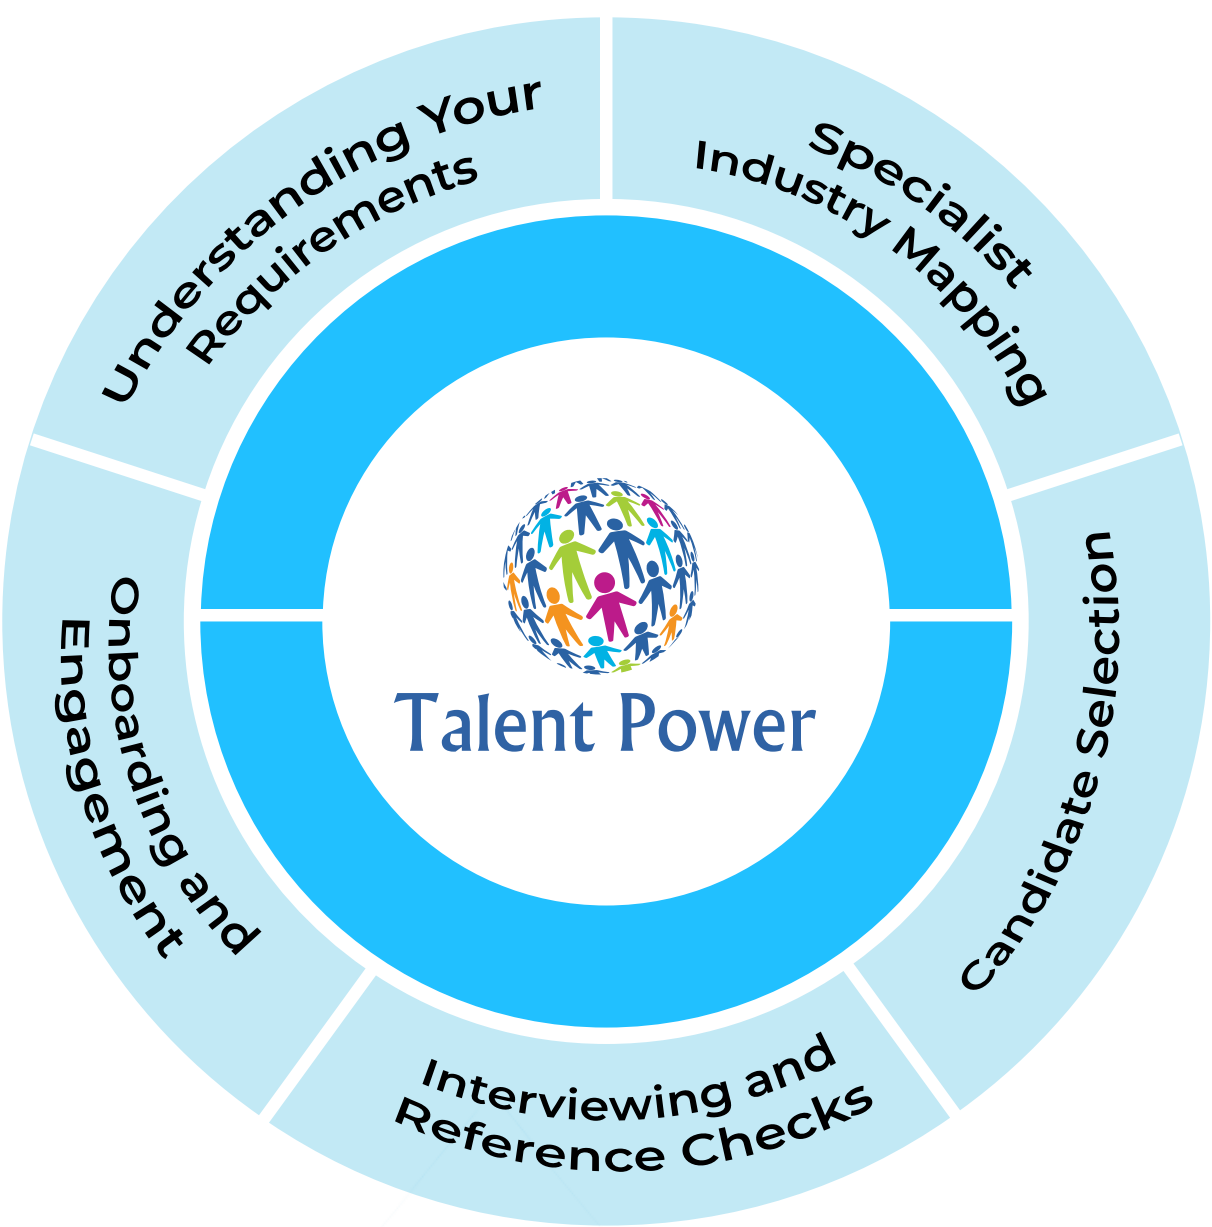 Understanding Your
Requirements
Specialist
Industry Mapping
Candidate Selection
Interviewing and
Reference Checks
Onboarding and
Engagement
Talent Power